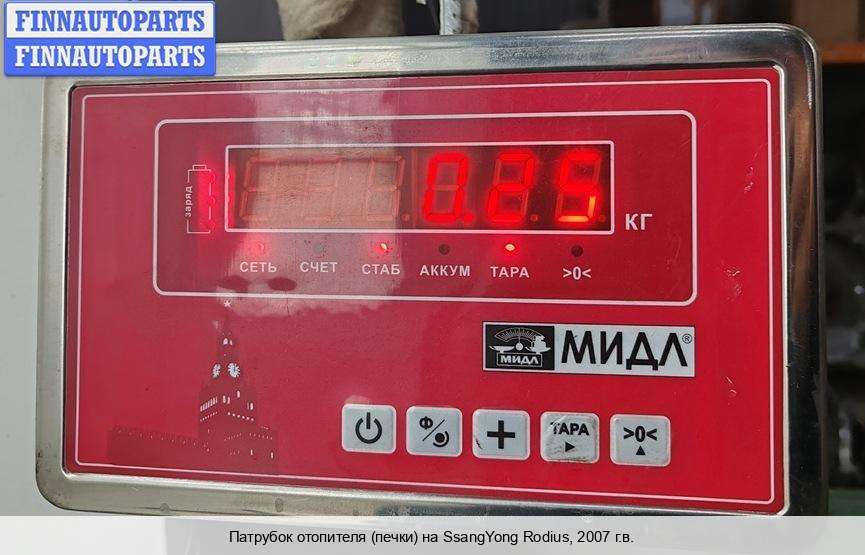 FINNAUTOPARTS
FINNAUTOPARTS
заряд
0.25 КГ
СЕТЬ СЧЕТ СТАБ АККУМ ТАРА >0<
МИДЛ МИДЛ®
Ф ТАРА >0<
Патрубок отопителя (печки) на SsangYong Rodius, 2007 г.в.